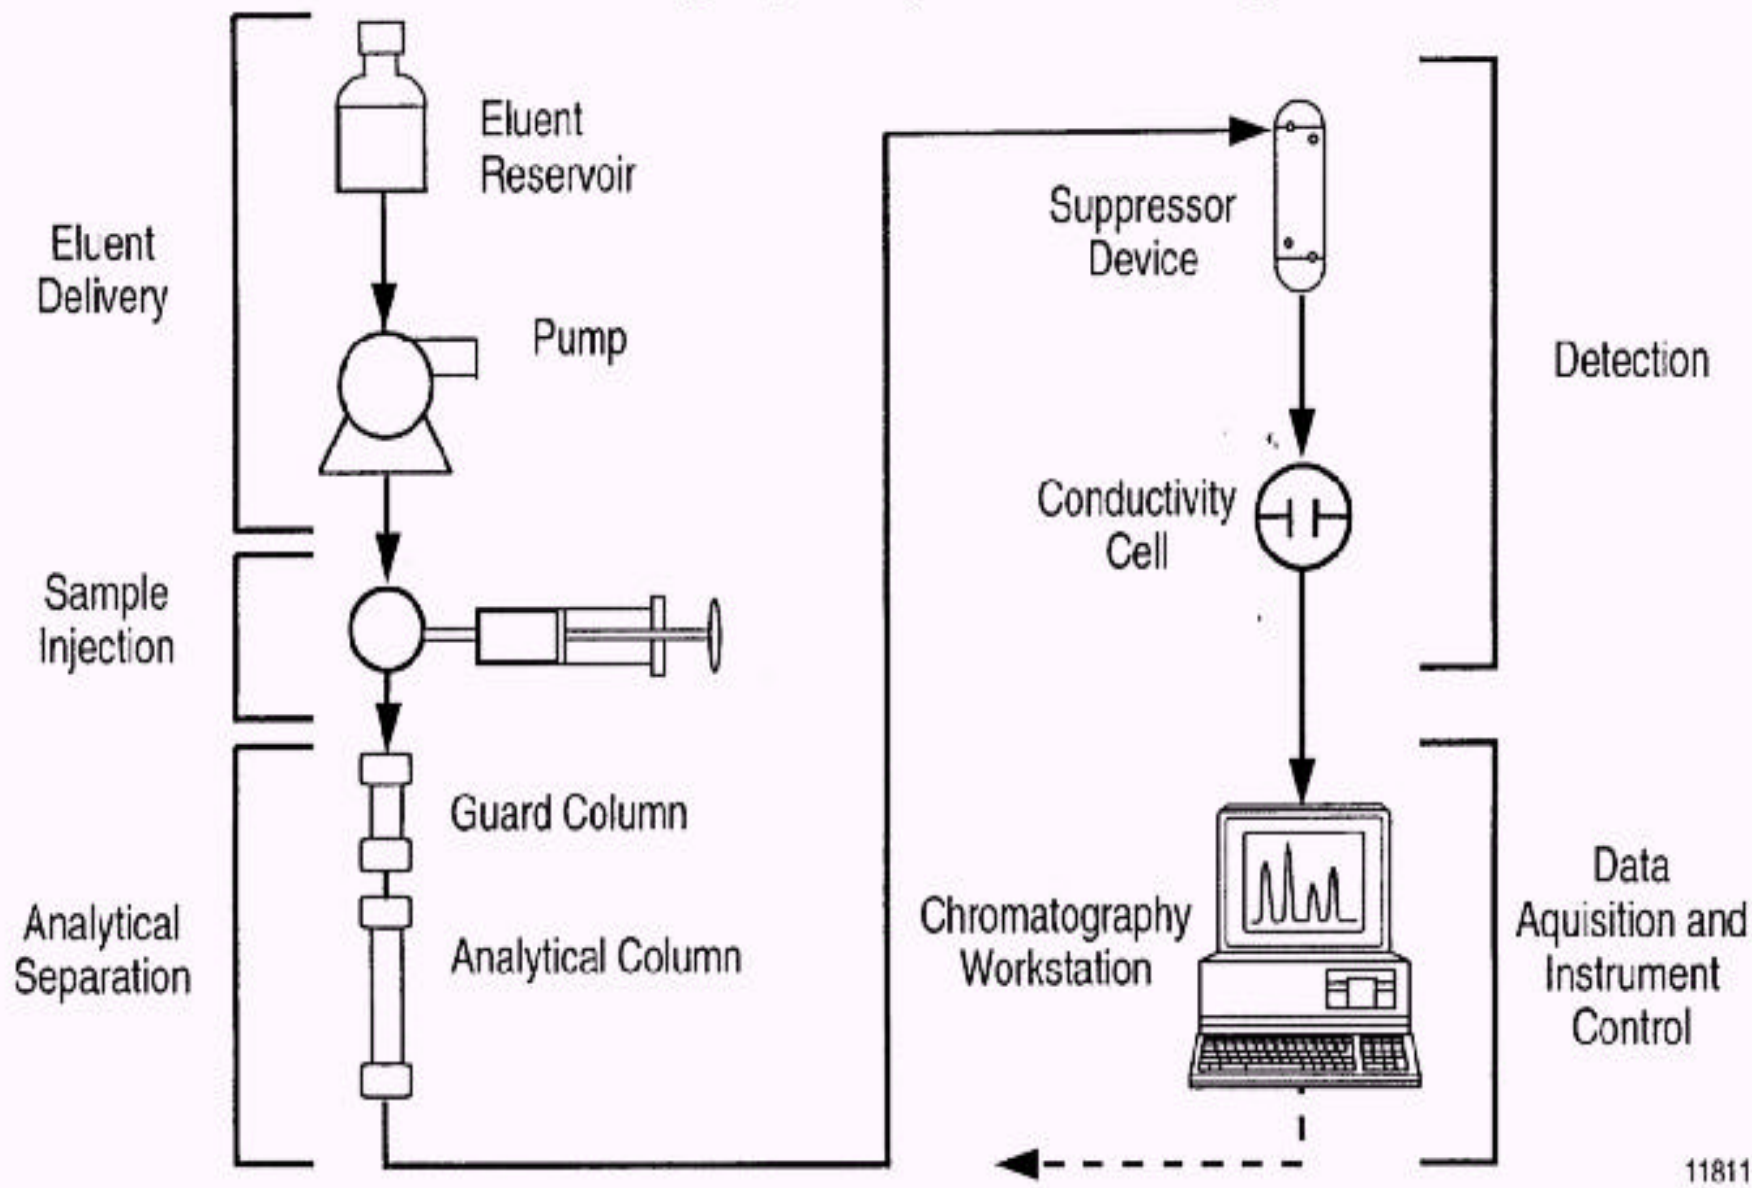 Eluent
Reservoir
Eluent
Delivery
Pump
Sample
Injection
Guard Column
Analytical
Separation
Analytical Column
Suppressor
Device
Detection
Conductivity
Cell
Chromatography
Workstation
Data
Aquisition and
Instrument
Control
11811